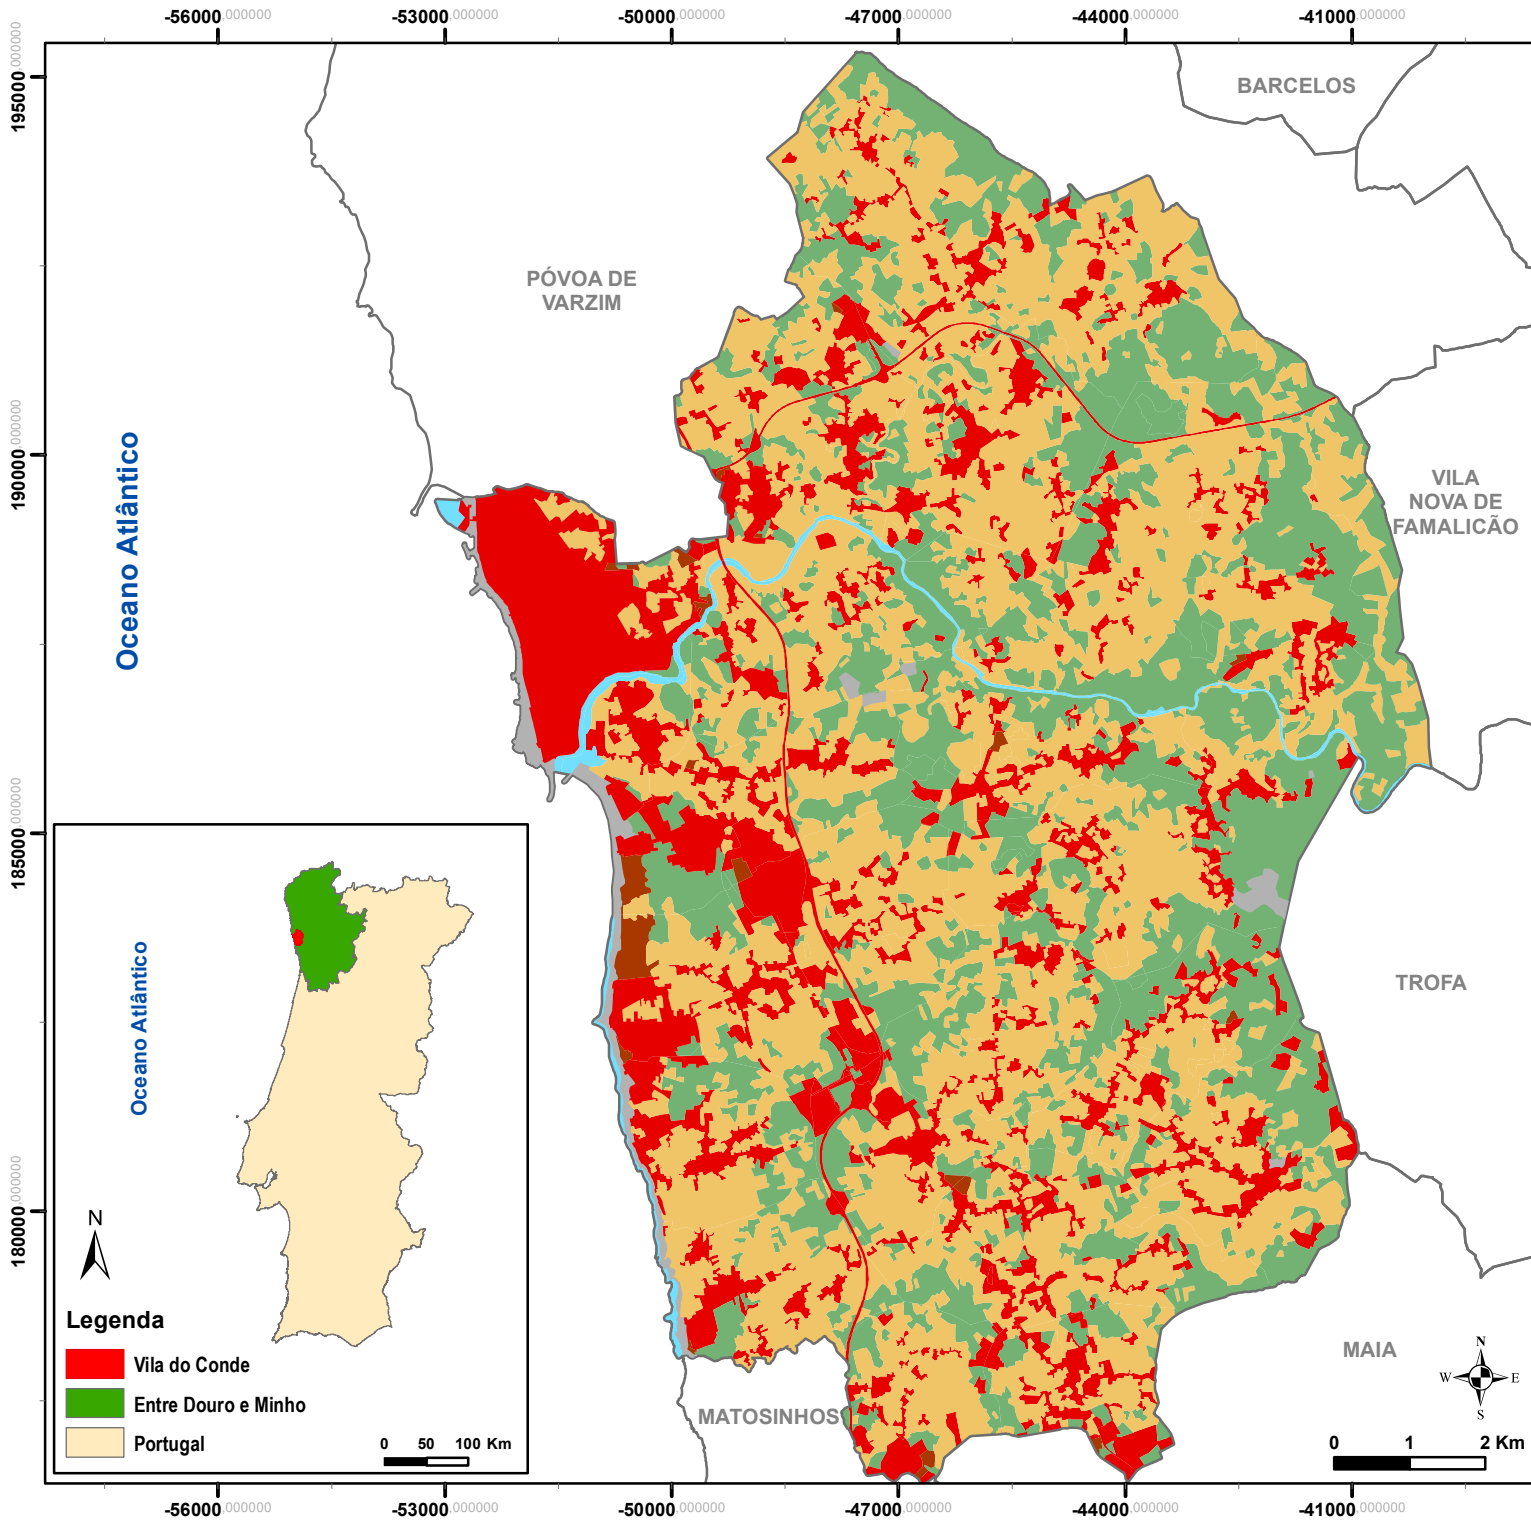 -56000,000000 -53000,000000 -50000,000000 -47000,000000 -44000,000000 -41000,000000
195000,000000
190000,000000
185000,000000
180000,000000
BARCELOS
PÓVOA DE
VARZIM
Oceano Atlântico
VILA
NOVA DE
FAMALICÃO
TROFA
MAIA
MATOSINHOS
Oceano Atlântico
N
Legenda
Vila do Conde
Entre Douro e Minho
Portugal
0 50 100 Km
N
W E
S
0 1 2 Km
-56000,000000 -53000,000000 -50000,000000 -47000,000000 -44000,000000 -41000,000000